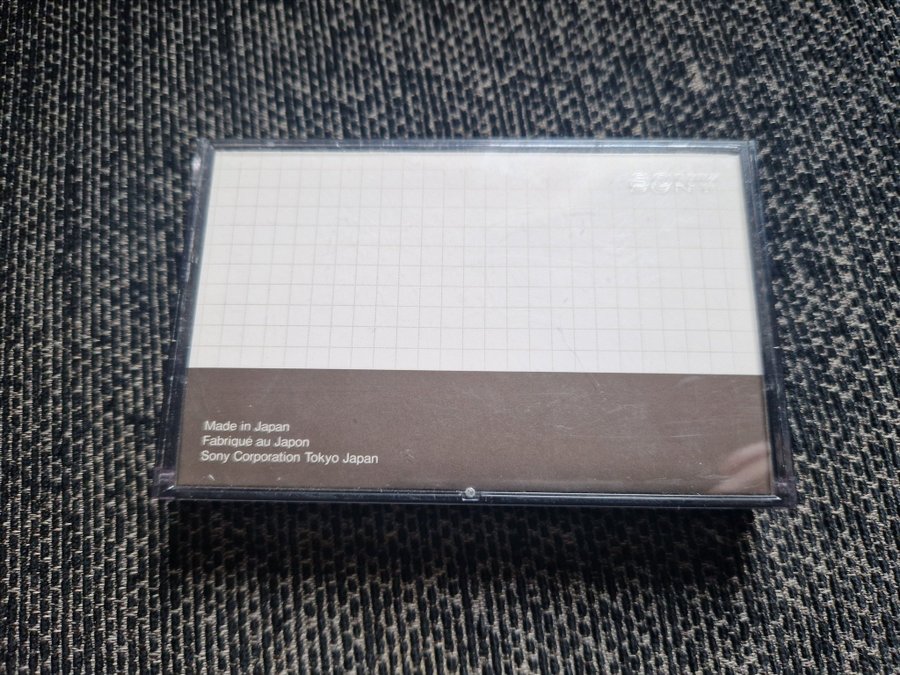 SONY
Made in Japan
Fabriqué au Japon
Sony Corporation Tokyo Japan